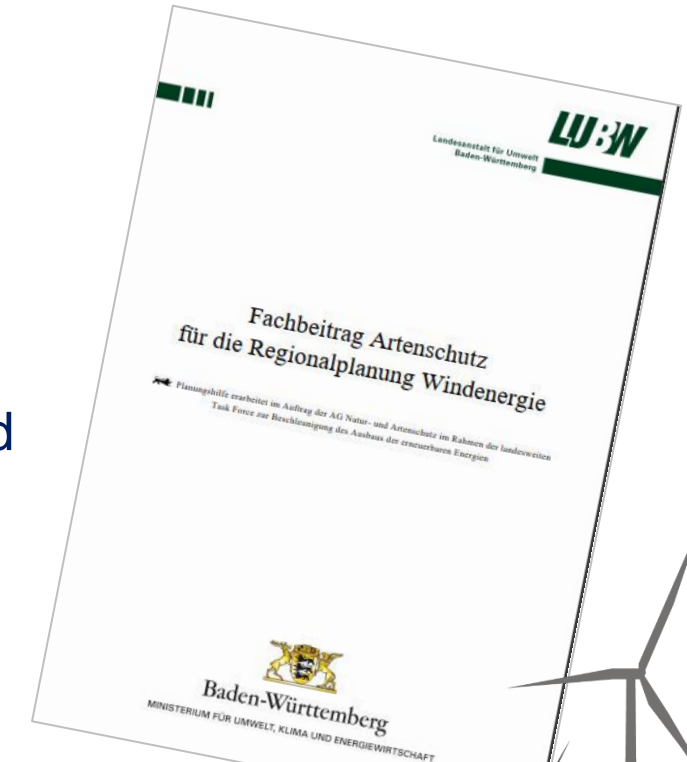 LUBW
Landesanstalt für Umwelt
Baden-Württemberg
Fachbeitrag Artenschutz
für die Regionalplanung Windenergie
Planungshilfe erarbeitet im Auftrag der AG Natur- und Artenschutz im Rahmen der landesweiten
Task Force zur Beschleunigung des Ausbaus der erneuerbaren Energien
d
Baden-Württemberg
MINISTERIUM FÜR UMWELT, KLIMA UND ENERGIEWIRTSCHAFT